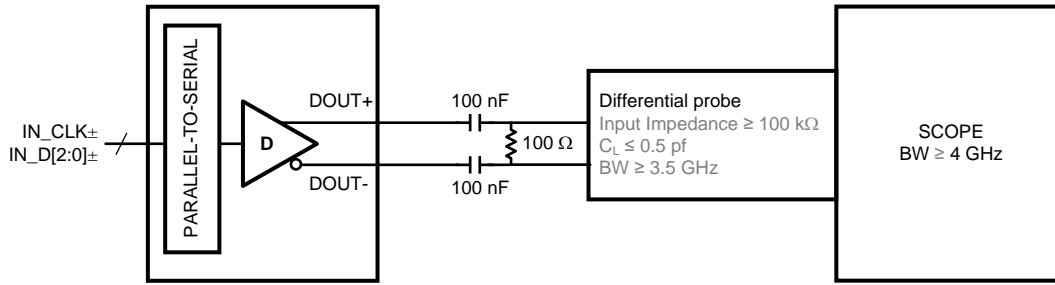 IN_CLK±
IN_D[2:0]±
PARALLEL-TO-SERIAL
D
DOUT+
DOUT-
100 nF
100 Ω
100 nF
Differential probe
Input Impedance ≥ 100 kΩ
C_L ≤ 0.5 pf
BW ≥ 3.5 GHz
SCOPE
BW ≥ 4 GHz